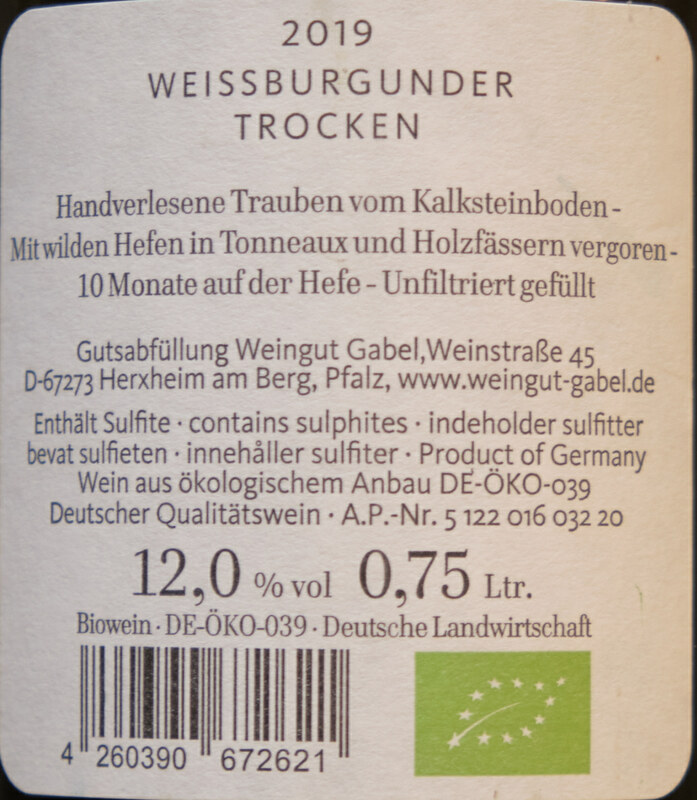 2019
WEISSBURGUNDER
TROCKEN
Handverlesene Trauben vom Kalksteinboden -
Mit wilden Hefen in Tonneaux und Holzfässern vergoren -
10 Monate auf der Hefe - Unfiltriert gefüllt
Gutsabfüllung Weingut Gabel, Weinstraße 45
D-67273 Herxheim am Berg, Pfalz, www.weingut-gabel.de
Enthält Sulfite · contains sulphites · indeholder sulfitter
bevat sulfieten · innehåller sulfiter · Product of Germany
Wein aus ökologischem Anbau DE-ÖKO-039
Deutscher Qualitätswein · A.P.-Nr. 5 122 016 032 20
12,0 % vol 0,75 Ltr.
Biowein · DE-ÖKO-039 · Deutsche Landwirtschaft
4 260390 672621